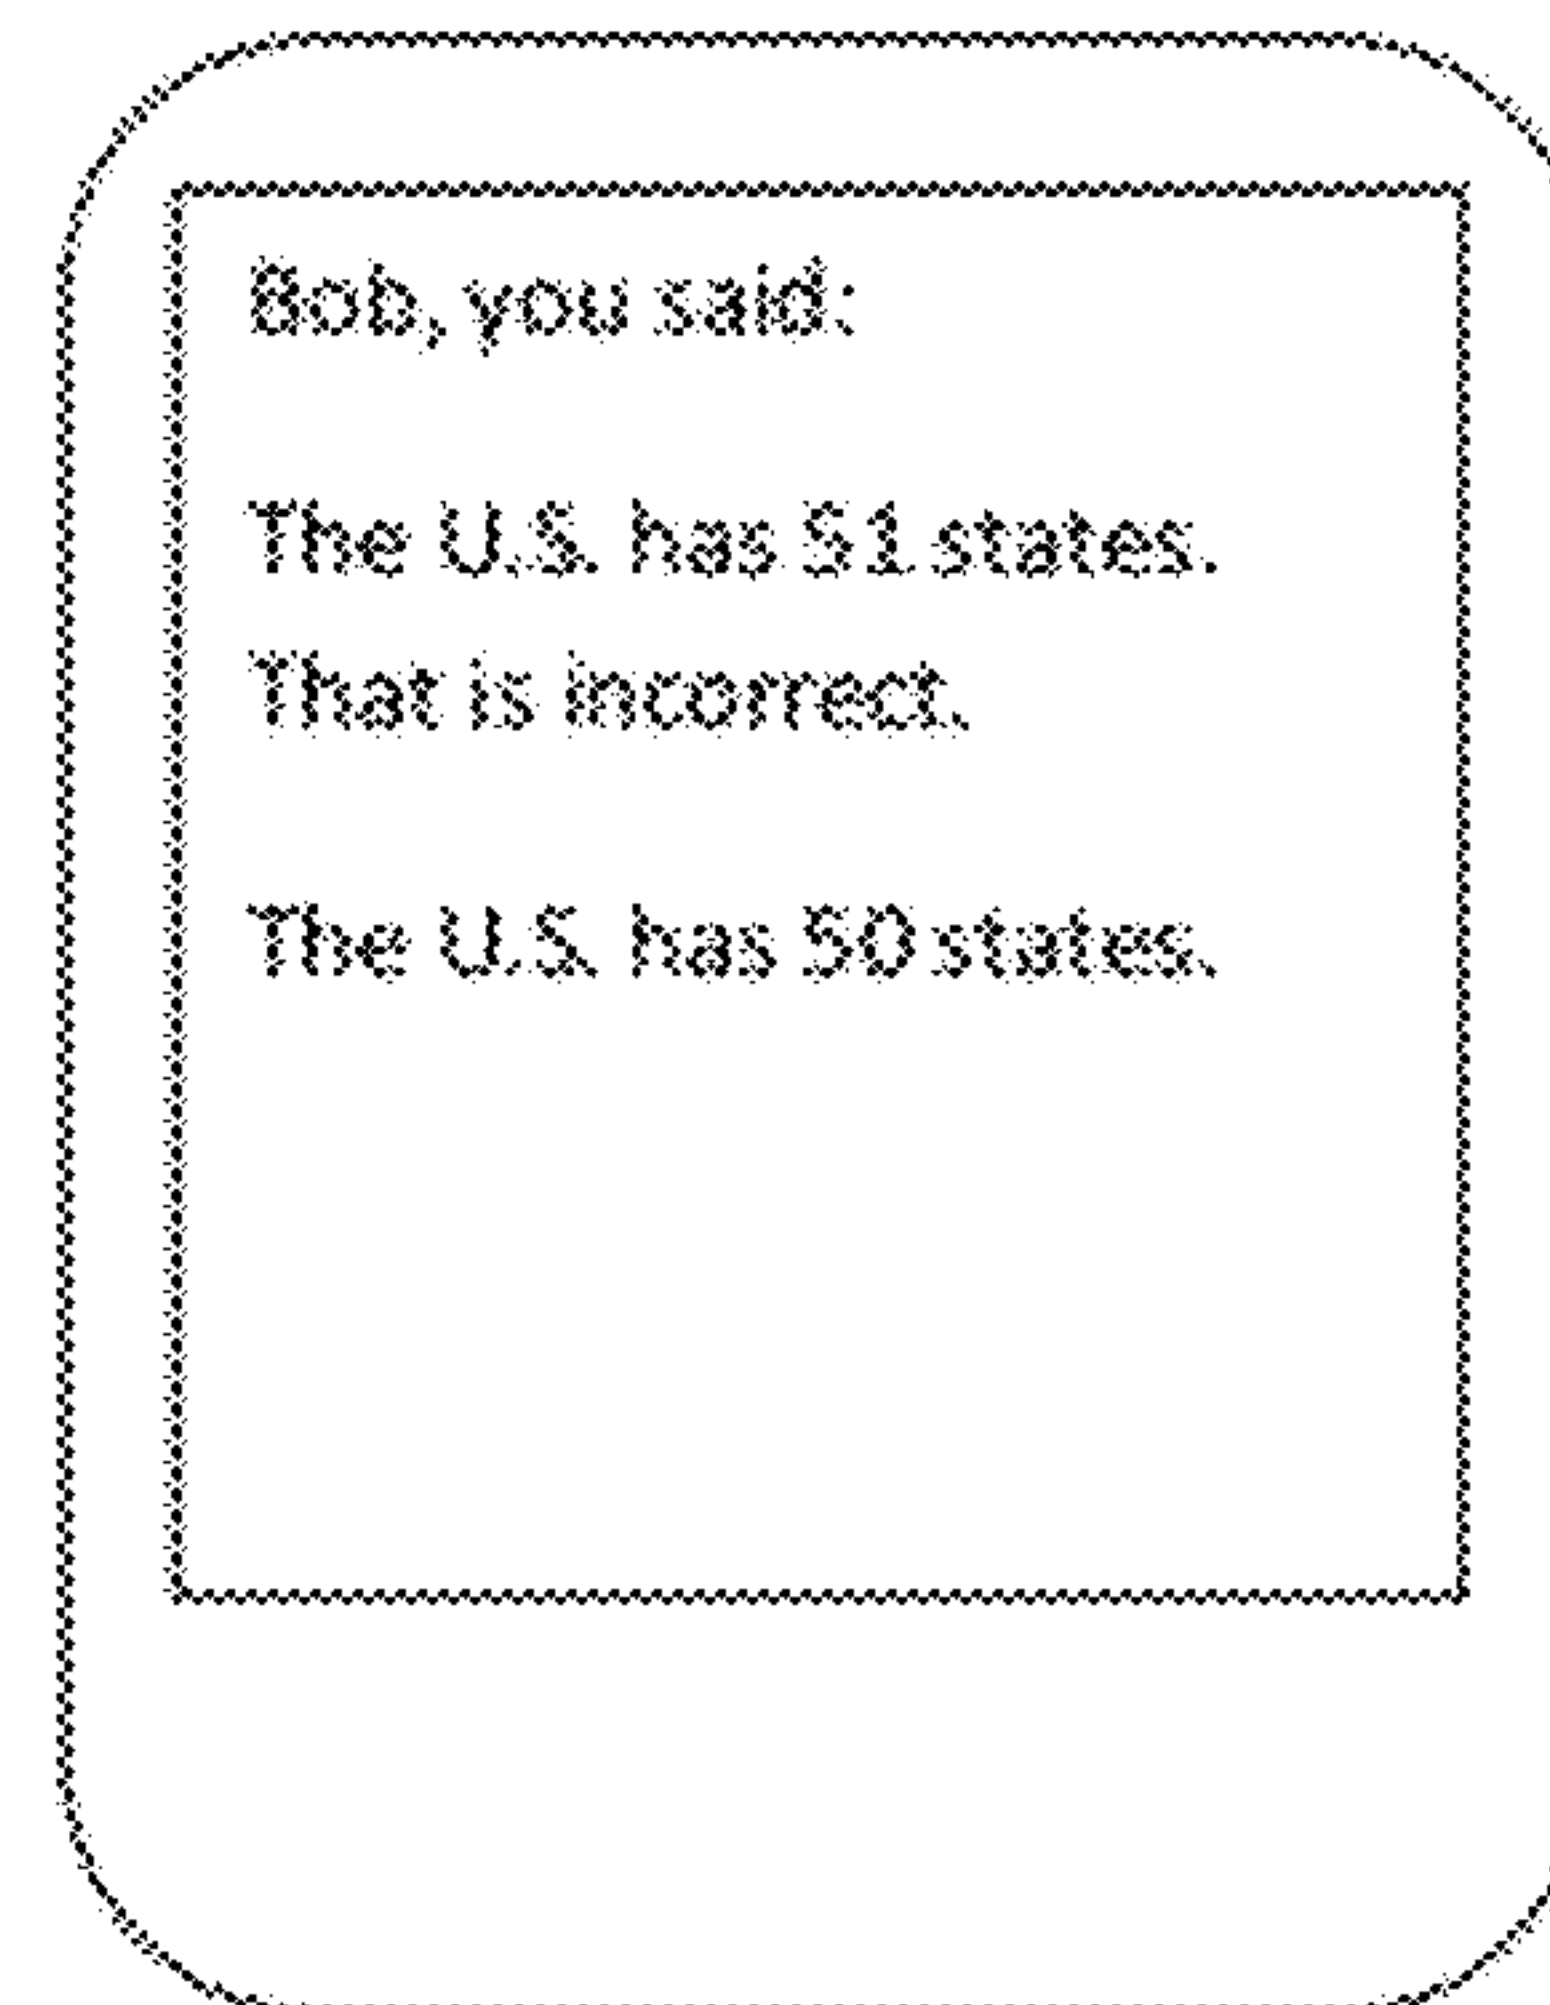 Bob, you said:
The U.S. has 51 states.
That is incorrect.
The U.S. has 50 states.